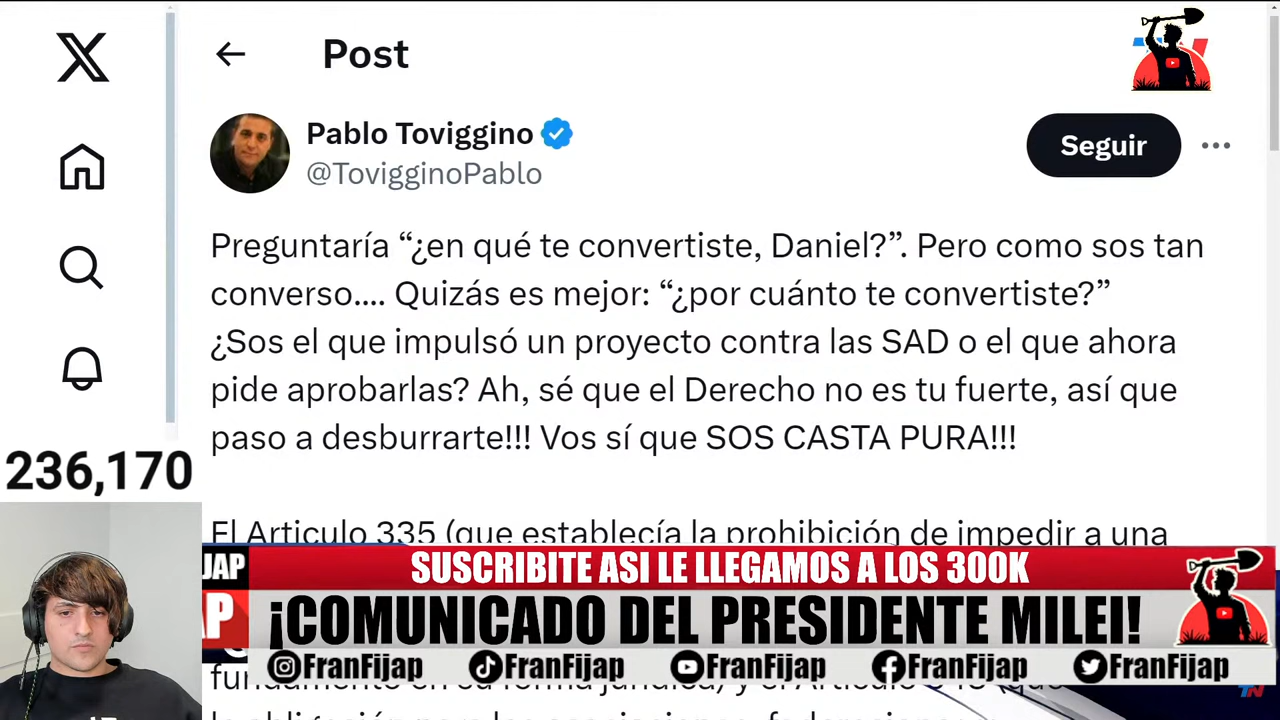 Post
Pablo Toviggino
@TovigginoPablo
Seguir
Preguntaría “¿en qué te convertiste, Daniel?”. Pero como sos tan
converso.... Quizás es mejor: “¿por cuánto te convertiste?”
¿Sos el que impulsó un proyecto contra las SAD o el que ahora
pide aprobarlas? Ah, sé que el Derecho no es tu fuerte, así que
paso a desburrarte!!! Vos sí que SOS CASTA PURA!!!
236,170
El Articulo 335 (que establecía la prohibición de impedir a una
JAP
SUSCRIBITE ASI LE LLEGAMOS A LOS 300K
P
¡COMUNICADO DEL PRESIDENTE MILEI!
FranFijap FranFijap FranFijap FranFijap FranFijap
TN